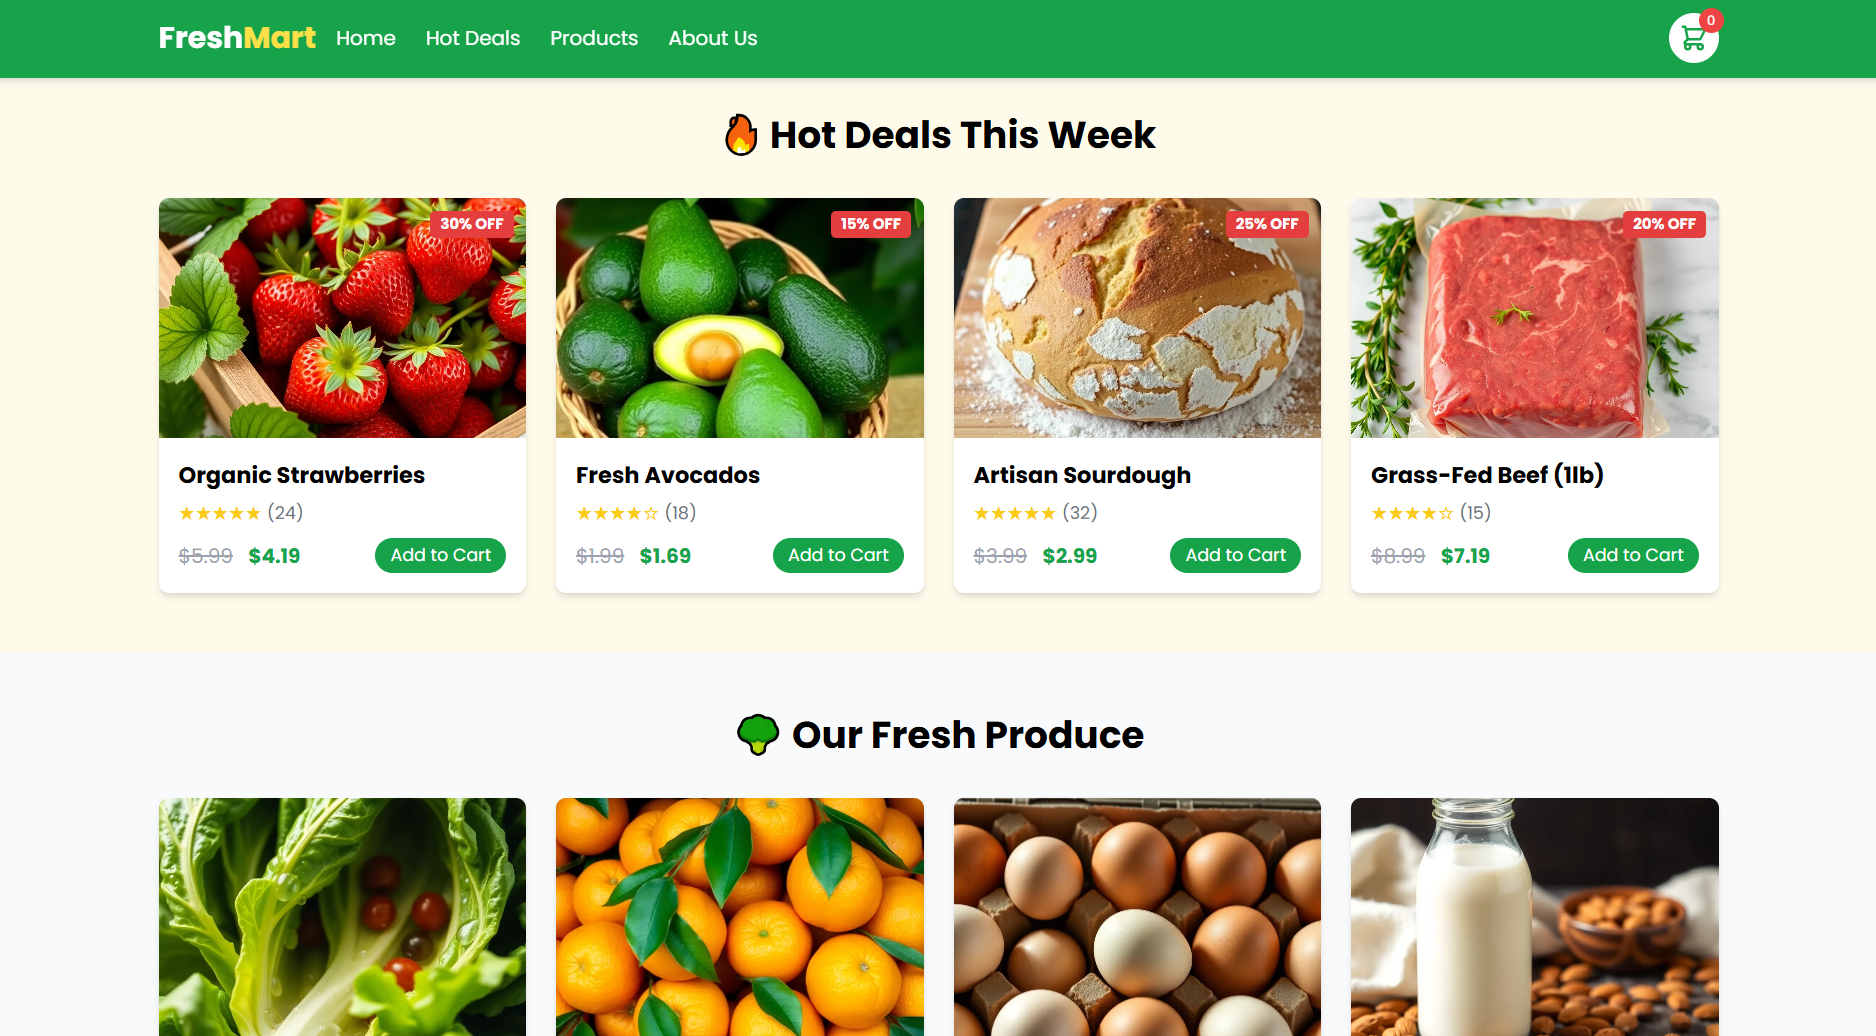 FreshMart Home Hot Deals Products About Us 0
🔥 Hot Deals This Week
30% OFF
15% OFF
25% OFF
20% OFF
Organic Strawberries
★★★★★ (24)
$5.99 $4.19 Add to Cart
Fresh Avocados
★★★★☆ (18)
$1.99 $1.69 Add to Cart
Artisan Sourdough
★★★★★ (32)
$3.99 $2.99 Add to Cart
Grass-Fed Beef (1lb)
★★★★☆ (15)
$8.99 $7.19 Add to Cart
🥦 Our Fresh Produce